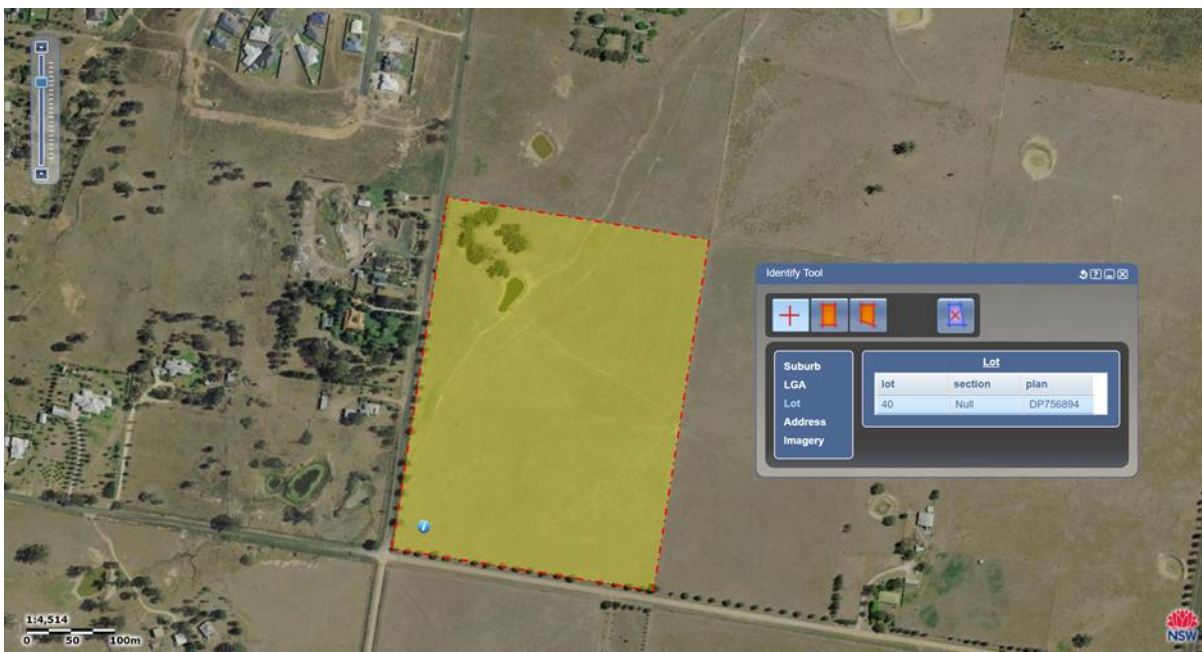 Identify Tool
Suburb
LGA
Lot
Address
Imagery
Lot
lot section plan
40 Null DP756894
1:4,514
0 50 100m
NSW